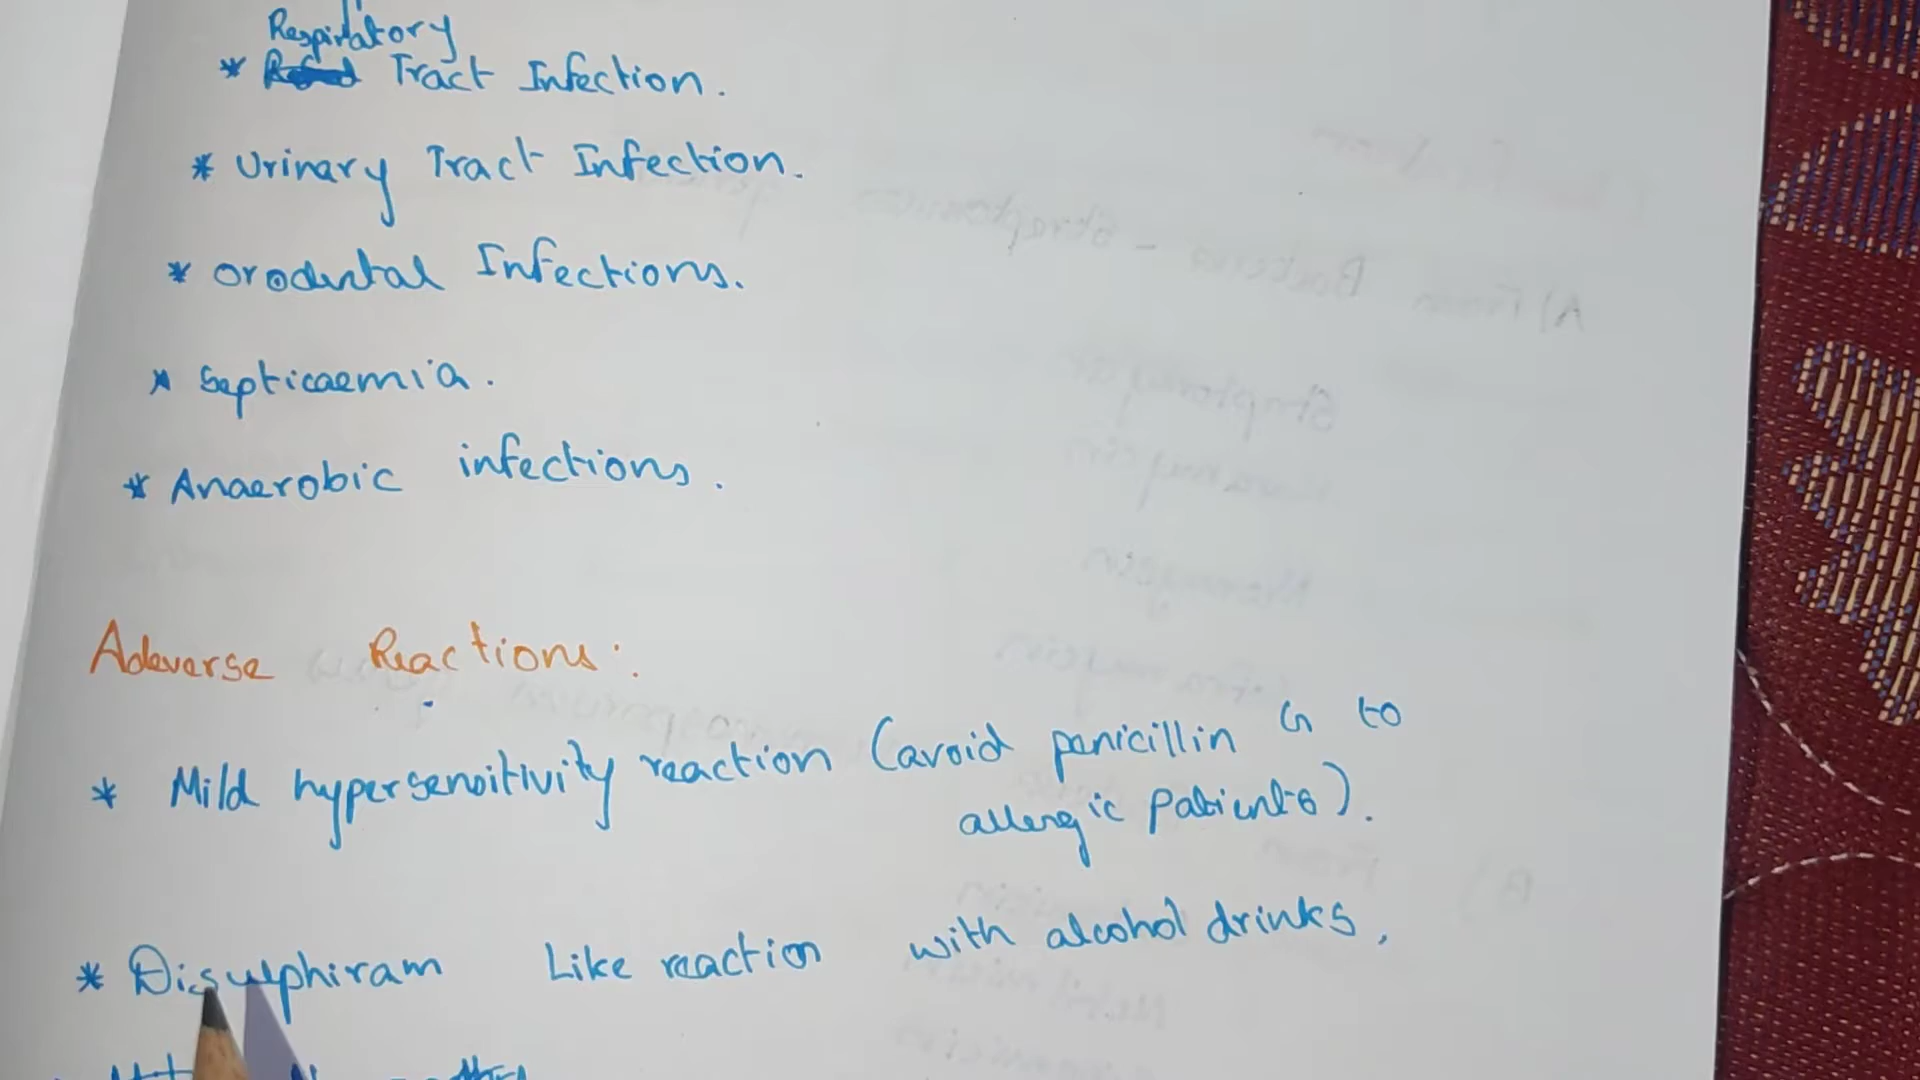 Respiratory
* Tract Infection.
* Urinary Tract Infection.
* Orodental Infections.
* Septicaemia.
* Anaerobic infections.
Adeverse Reactions:
* Mild hypersensitivity reaction (avoid penicillin G to
allergic patients).
* Disulphiram Like reaction with alcohol drinks,